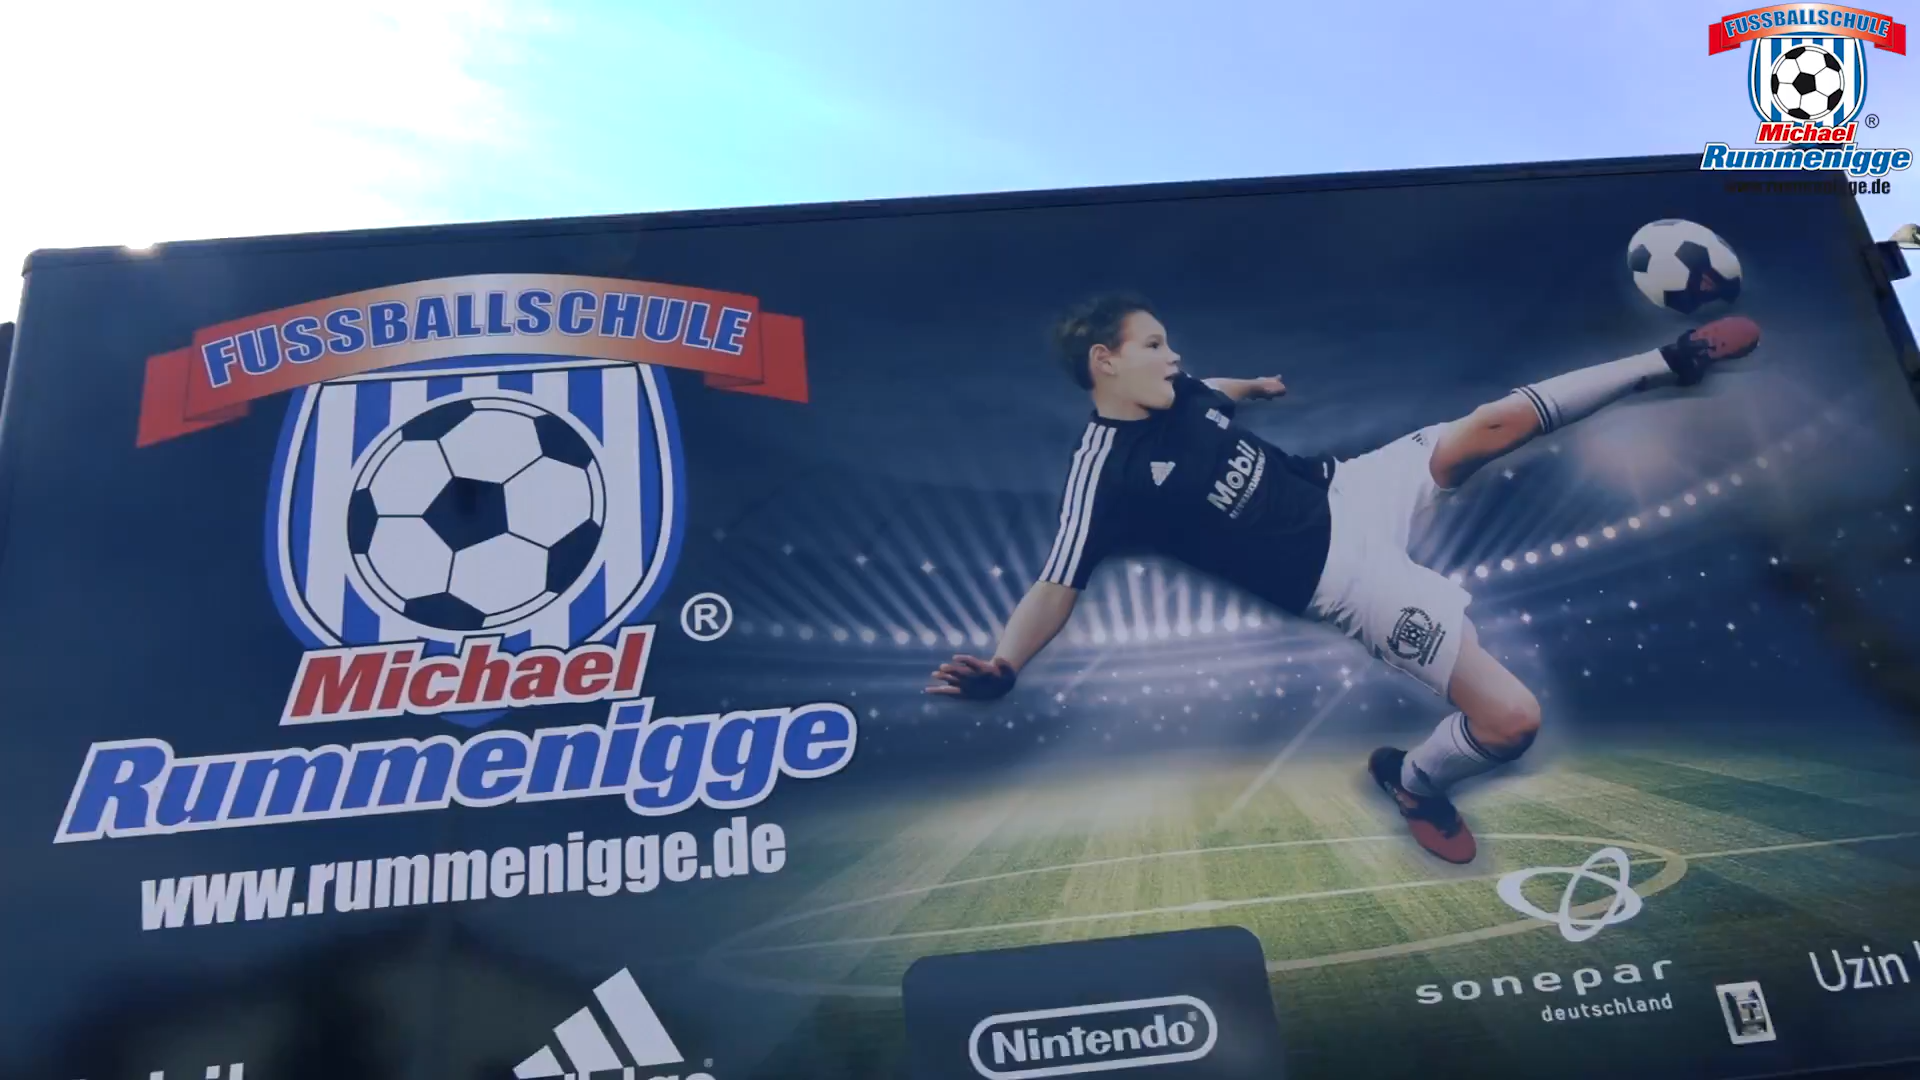 FUSSBALLSCHULE
Michael ®
Rummenigge
FUSSBALLSCHULE
Mobil
Michael ®
Rummenigge
www.rummenigge.de
sonepar
deutschland
Uzin
Nintendo®